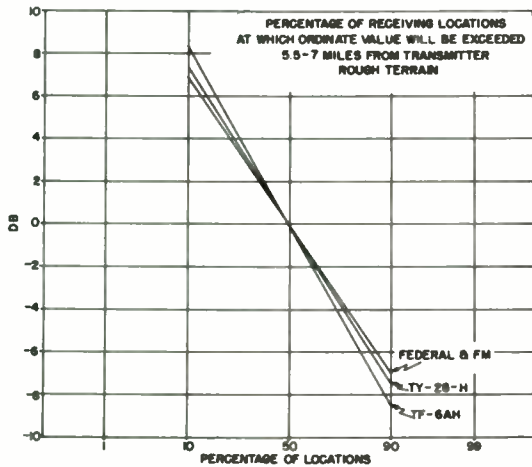 PERCENTAGE OF RECEIVING LOCATIONS
AT WHICH ORDINATE VALUE WILL BE EXCEEDED
5.5-7 MILES FROM TRANSMITTER
ROUGH TERRAIN
10
8
6
2
0
-2
-4
-6
-8
-10
DB
FEDERAL & FM
TY-28-H
TF-6AH
1
10
50
90
99
PERCENTAGE OF LOCATIONS